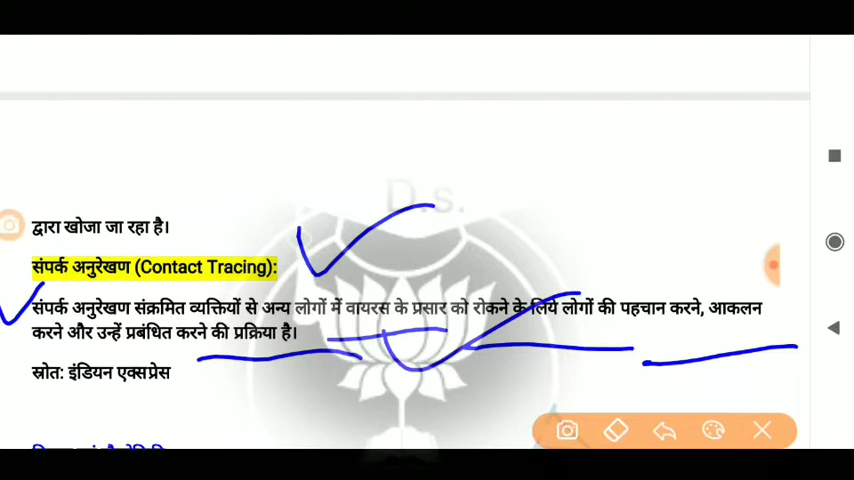 D.s.
द्वारा खोजा जा रहा है।
संपर्क अनुरेखण (Contact Tracing):
संपर्क अनुरेखण संक्रमित व्यक्तियों से अन्य लोगों में वायरस के प्रसार को रोकने के लिये लोगों की पहचान करने, आकलन
करने और उन्हें प्रबंधित करने की प्रक्रिया है।
स्रोत: इंडियन एक्सप्रेस